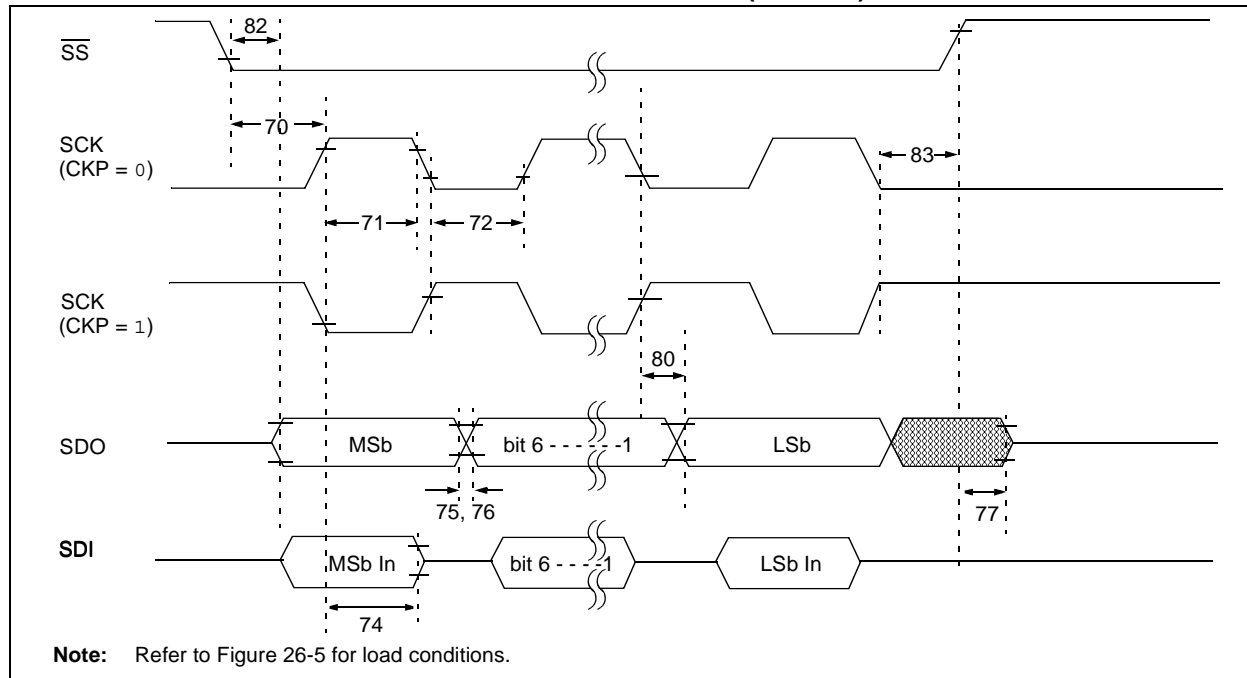 82
SS
70
SCK
(CKP = 0)
83
71
72
SCK
(CKP = 1)
80
SDO
MSb
bit 6 - - - - - -1
LSb
75, 76
77
SDI
MSb In
bit 6 - - - -1
LSb In
74
Note: Refer to Figure 26-5 for load conditions.